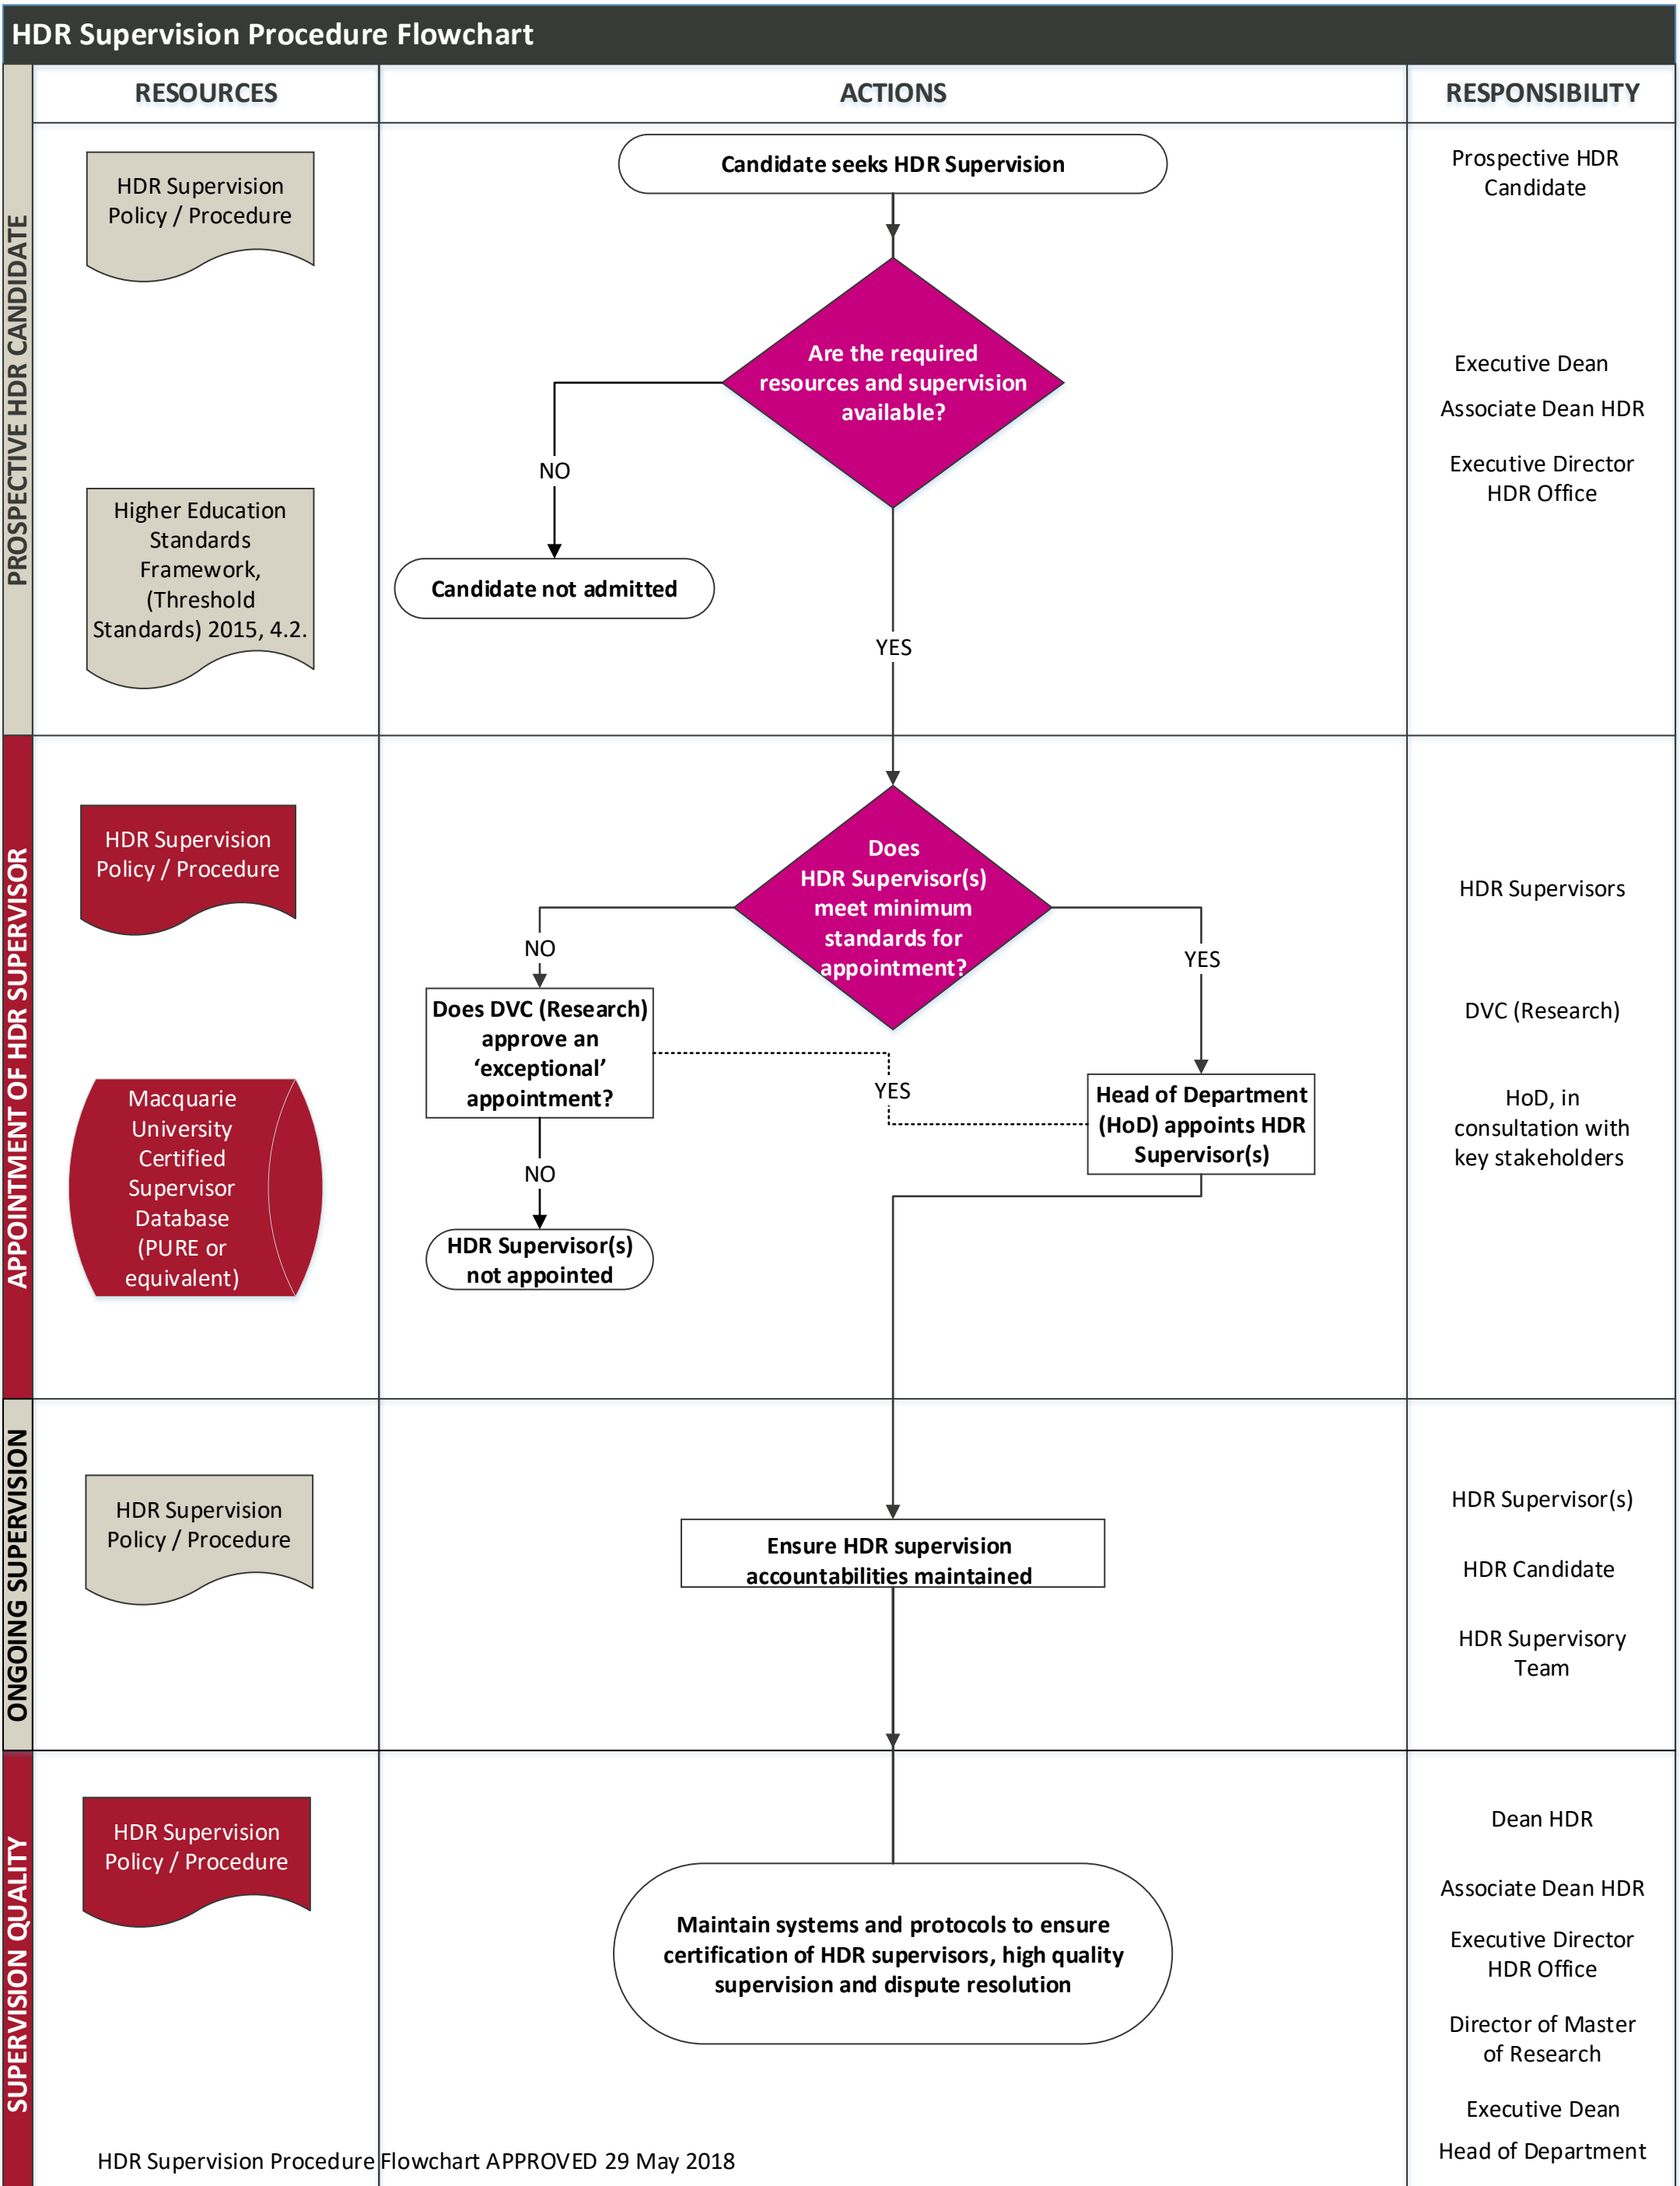 HDR Supervision Procedure Flowchart
RESOURCES
ACTIONS
RESPONSIBILITY
PROSPECTIVE HDR CANDIDATE
HDR Supervision
Policy / Procedure
Candidate seeks HDR Supervision
Prospective HDR
Candidate
Are the required
resources and supervision
available?
Executive Dean
Associate Dean HDR
Executive Director
HDR Office
NO
Higher Education
Standards
Framework,
(Threshold
Standards) 2015, 4.2.
Candidate not admitted
YES
APPOINTMENT OF HDR SUPERVISOR
HDR Supervision
Policy / Procedure
Does
HDR Supervisor(s)
meet minimum
standards for
appointment?
HDR Supervisors
NO
YES
Does DVC (Research)
approve an
‘exceptional’
appointment?
DVC (Research)
YES
Macquarie
University
Certified
Supervisor
Database
(PURE or
equivalent)
Head of Department
(HoD) appoints HDR
Supervisor(s)
HoD, in
consultation with
key stakeholders
NO
HDR Supervisor(s)
not appointed
ONGOING SUPERVISION
HDR Supervision
Policy / Procedure
Ensure HDR supervision
accountabilities maintained
HDR Supervisor(s)
HDR Candidate
HDR Supervisory
Team
SUPERVISION QUALITY
HDR Supervision
Policy / Procedure
Maintain systems and protocols to ensure
certification of HDR supervisors, high quality
supervision and dispute resolution
Dean HDR
Associate Dean HDR
Executive Director
HDR Office
Director of Master
of Research
Executive Dean
Head of Department
HDR Supervision Procedure Flowchart APPROVED 29 May 2018